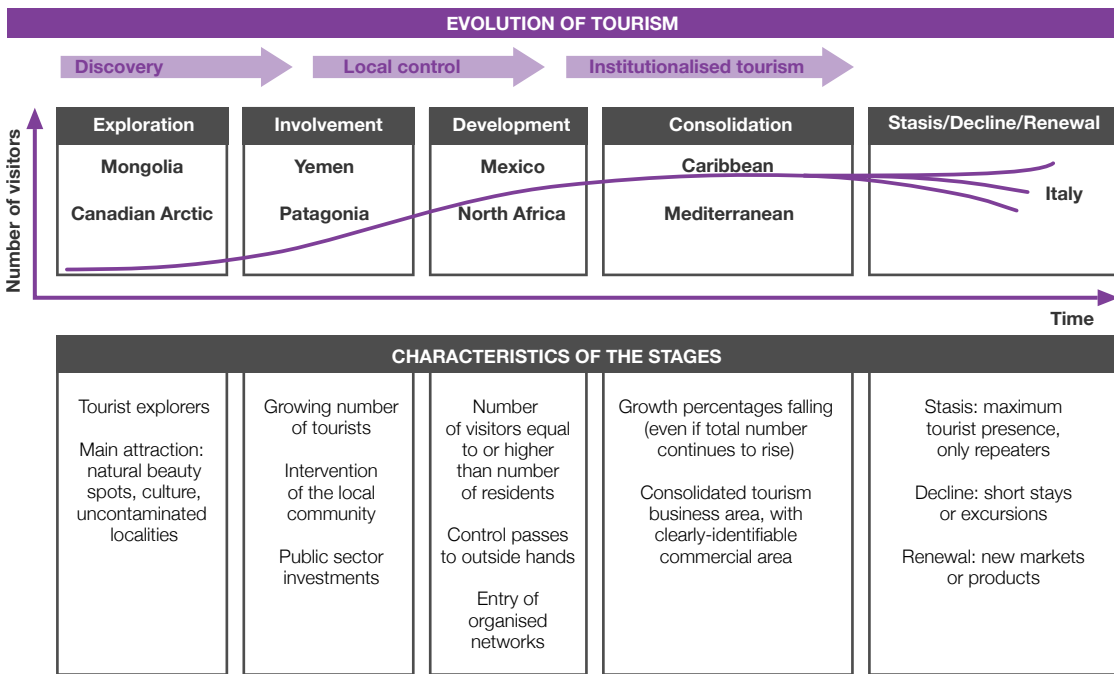 EVOLUTION OF TOURISM
Discovery
Local control
Institutionalised tourism
Number of visitors
Exploration
Involvement
Development
Consolidation
Stasis/Decline/Renewal
Mongolia
Yemen
Mexico
Caribbean
Canadian Arctic
Patagonia
North Africa
Mediterranean
Italy
Time
CHARACTERISTICS OF THE STAGES
Tourist explorers
Main attraction:
natural beauty
spots, culture,
uncontaminated
localities
Growing number
of tourists
Intervention
of the local
community
Public sector
investments
Number
of visitors equal
to or higher
than number
of residents
Control passes
to outside hands
Entry of
organised
networks
Growth percentages falling
(even if total number
continues to rise)
Consolidated tourism
business area, with
clearly-identifiable
commercial area
Stasis: maximum
tourist presence,
only repeaters
Decline: short stays
or excursions
Renewal: new markets
or products